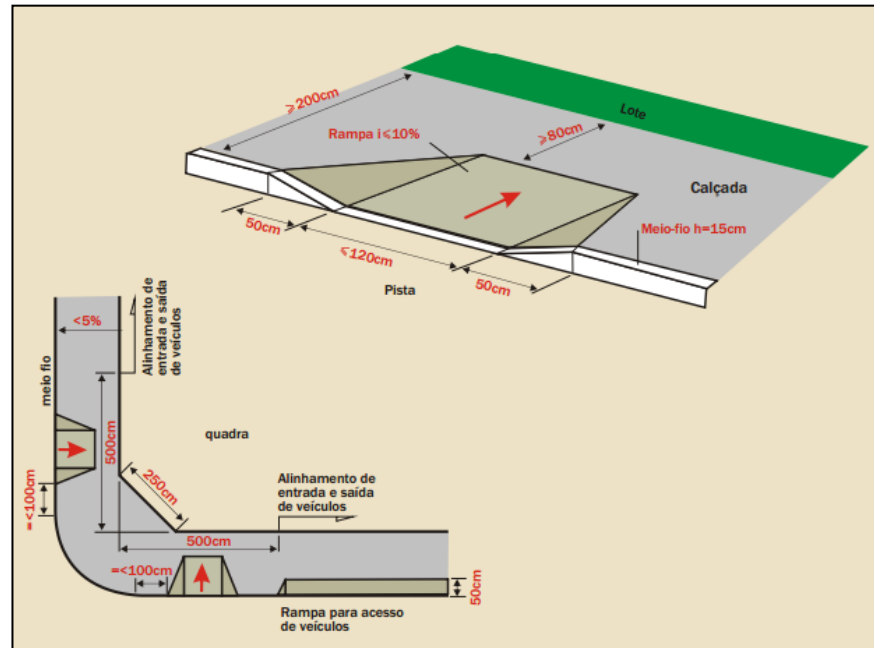 ⩾200cm
Lote
Rampa i⩽10%
⩾80cm
Calçada
Meio-fio h=15cm
50cm
⩽120cm
50cm
Pista
<5%
Alinhamento de
entrada e saída
de veículos
meio fio
500cm
quadra
250cm
=<100cm
Alinhamento de
entrada e saída
de veículos
500cm
=<100cm
50cm
Rampa para acesso
de veículos